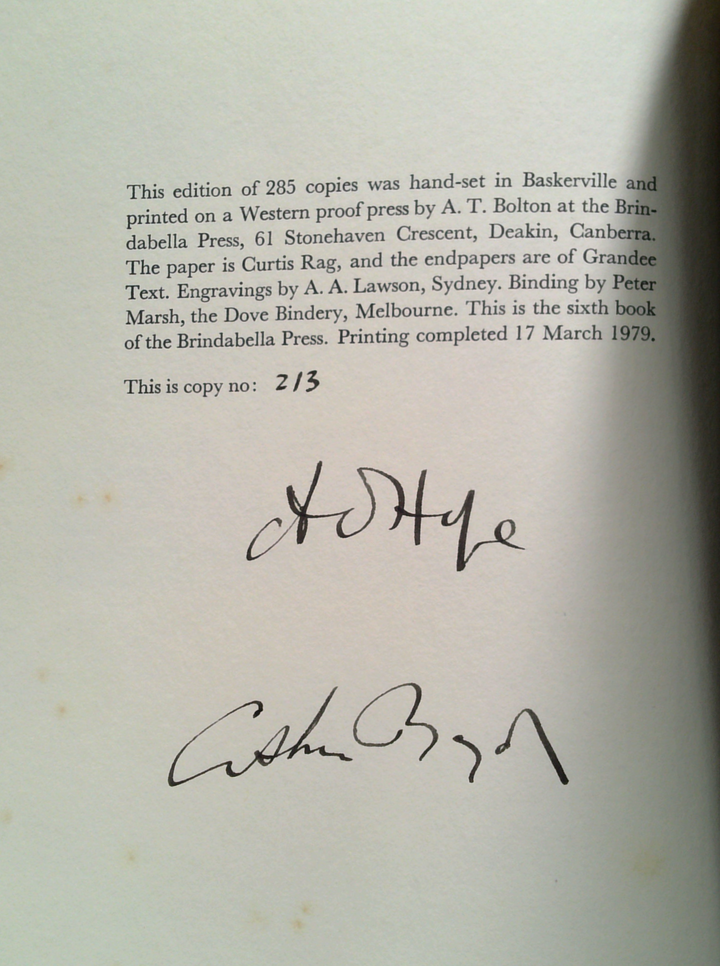 This edition of 285 copies was hand-set in Baskerville and
printed on a Western proof press by A. T. Bolton at the Brin-
dabella Press, 61 Stonehaven Crescent, Deakin, Canberra.
The paper is Curtis Rag, and the endpapers are of Grandee
Text. Engravings by A. A. Lawson, Sydney. Binding by Peter
Marsh, the Dove Bindery, Melbourne. This is the sixth book
of the Brindabella Press. Printing completed 17 March 1979.
This is copy no: 213
A D Hope
Arthur Boyd